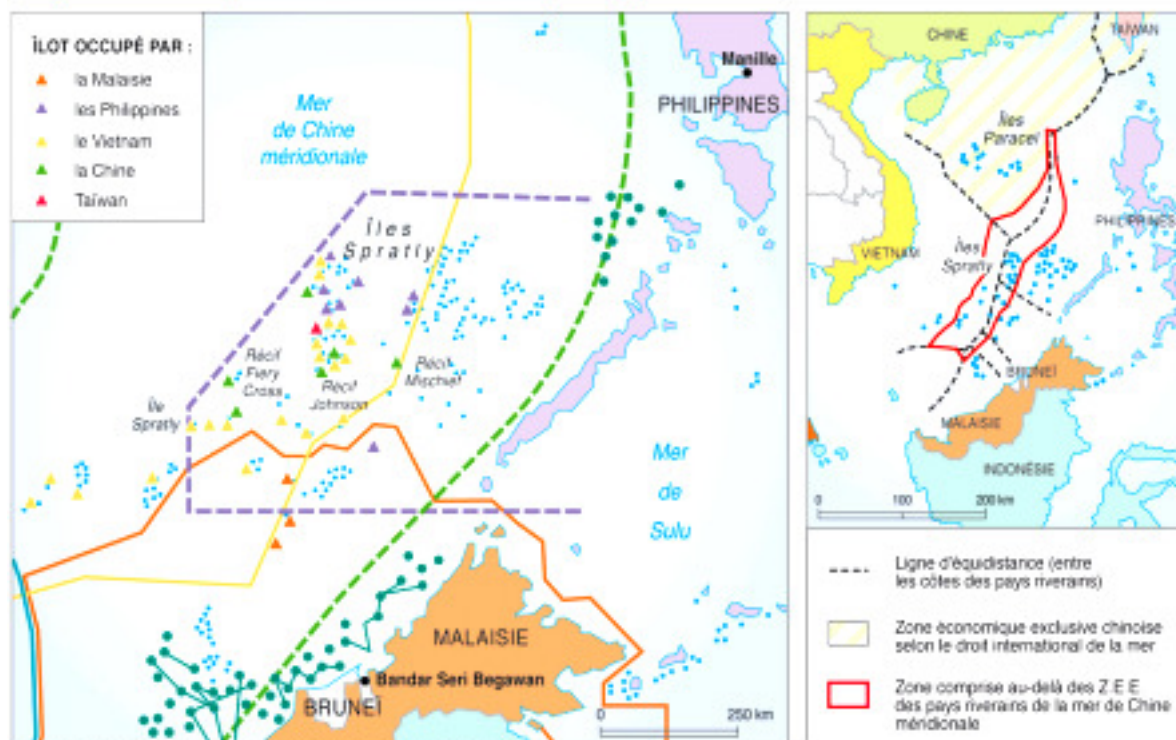 ÎLOT OCCUPÉ PAR :
la Malaisie
les Philippines
le Vietnam
la Chine
Taïwan
Mer
de Chine
méridionale
Manille
PHILIPPINES
Îles
Spratly
Récif
Fiery
Cross
Récif
Johnson
Récif
Mischief
Île
Spratly
Mer
de
Sulu
MALAISIE
Bandar Seri Begawan
BRUNEÏ
0
250 km
CHINE
TAÏWAN
Îles
Paracel
PHILIPPINES
VIETNAM
Îles
Spratly
BRUNEÏ
MALAISIE
INDONÉSIE
0
100
200 km
Ligne d'équidistance (entre
les côtes des pays riverains)
Zone économique exclusive chinoise
selon le droit international de la mer
Zone comprise au-delà des Z E E
des pays riverains de la mer de Chine
méridionale